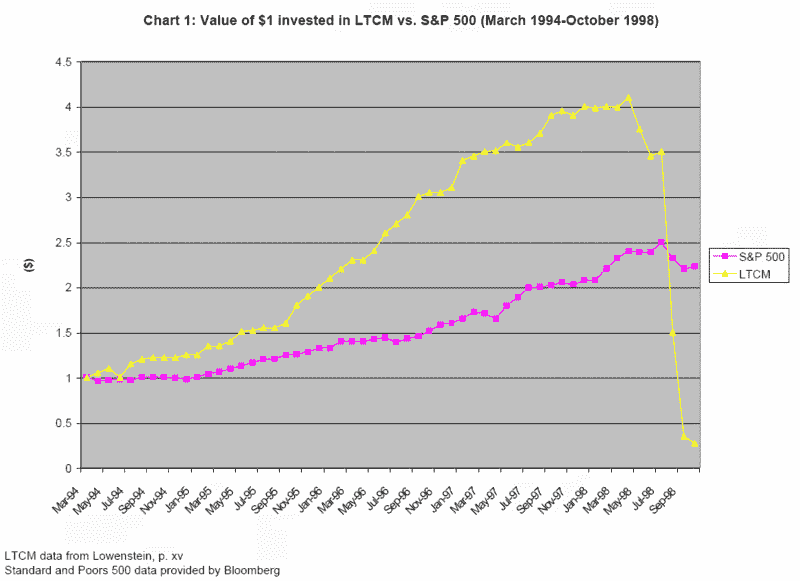 Chart 1: Value of $1 invested in LTCM vs. S&P 500 (March 1994-October 1998)
4.5
4
3.5
3
2.5
2
1.5
1
0.5
0
($)
S&P 500
LTCM
Mar-94
May-94
Jul-94
Sep-94
Nov-94
Jan-95
Mar-95
May-95
Jul-95
Sep-95
Nov-95
Jan-96
Mar-96
May-96
Jul-96
Sep-96
Nov-96
Jan-97
Mar-97
May-97
Jul-97
Sep-97
Nov-97
Jan-98
Mar-98
May-98
Jul-98
Sep-98
LTCM data from Lowenstein, p. xv
Standard and Poors 500 data provided by Bloomberg